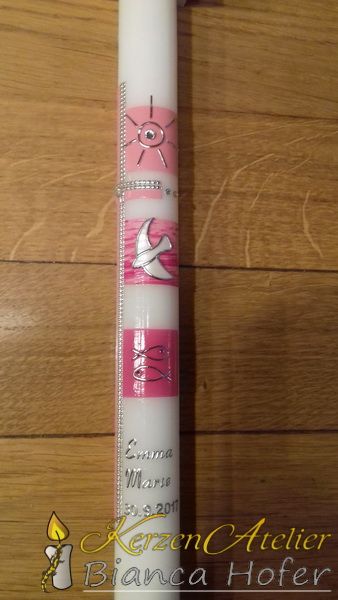 Emma
Marie
30.9.2017
KerzenAtelier
Bianca Hofer